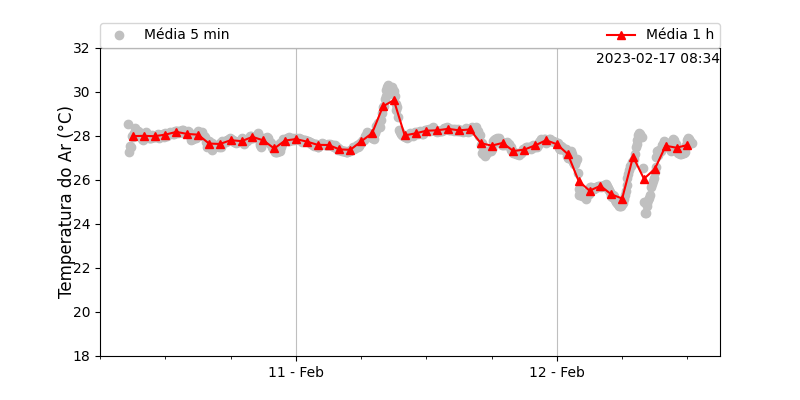 Média 5 min
Média 1 h
2023-02-17 08:34
Temperatura do Ar (°C)
32
30
28
26
24
22
20
18
11 - Feb
12 - Feb